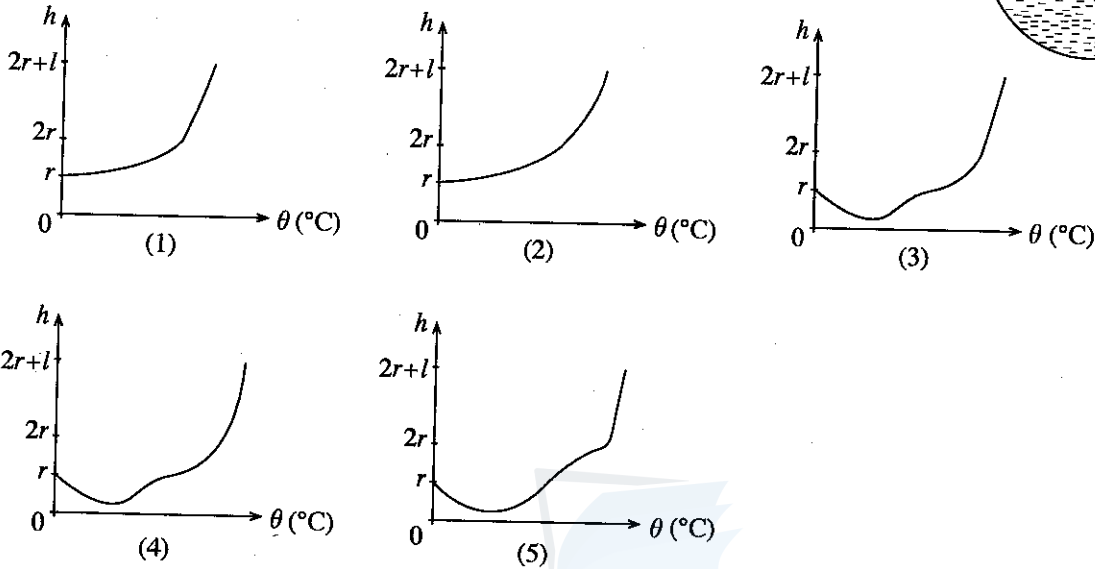 h
2r+l
2r
r
0
θ (°C)
(1)
h
2r+l
2r
r
0
θ (°C)
(2)
h
2r+l
2r
r
0
θ (°C)
(3)
h
2r+l
2r
r
0
θ (°C)
(4)
h
2r+l
2r
r
0
θ (°C)
(5)